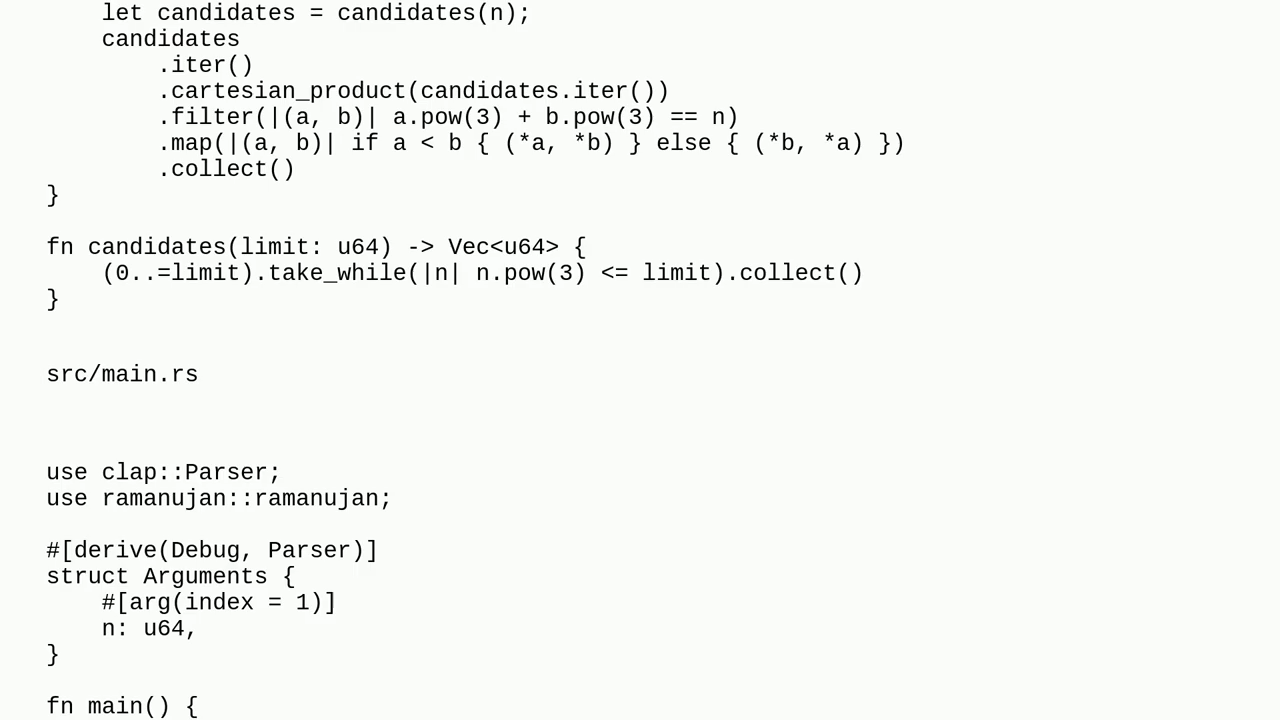 let candidates = candidates(n);
candidates
.iter()
.cartesian_product(candidates.iter())
.filter(|(a, b)| a.pow(3) + b.pow(3) == n)
.map(|(a, b)| if a < b { (*a, *b) } else { (*b, *a) })
.collect()
}
fn candidates(limit: u64) -> Vec<u64> {
(0..=limit).take_while(|n| n.pow(3) <= limit).collect()
}
src/main.rs
use clap::Parser;
use ramanujan::ramanujan;
#[derive(Debug, Parser)]
struct Arguments {
#[arg(index = 1)]
n: u64,
}
fn main() {